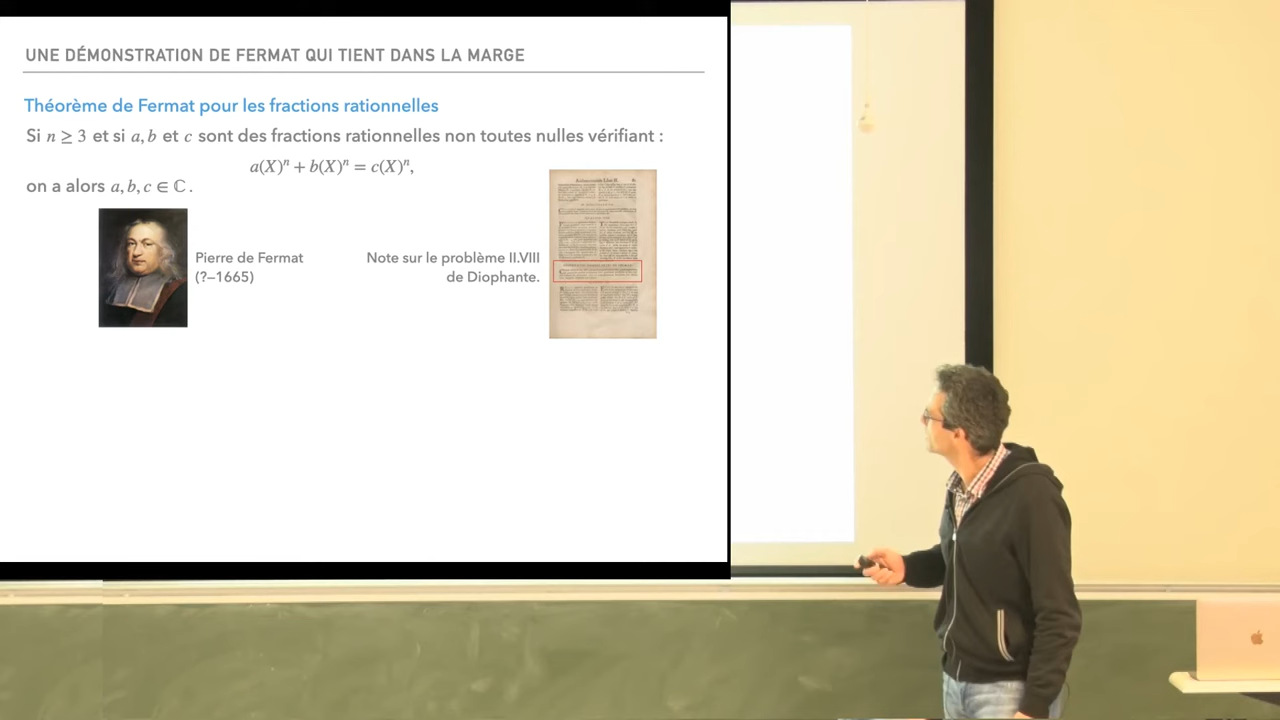 UNE DÉMONSTRATION DE FERMAT QUI TIENT DANS LA MARGE
Théorème de Fermat pour les fractions rationnelles
Si n ≥ 3 et si a, b et c sont des fractions rationnelles non toutes nulles vérifiant :
a(X)ⁿ + b(X)ⁿ = c(X)ⁿ,
on a alors a, b, c ∈ ℂ.
Pierre de Fermat
(?–1665)
Note sur le problème II.VIII
de Diophante.